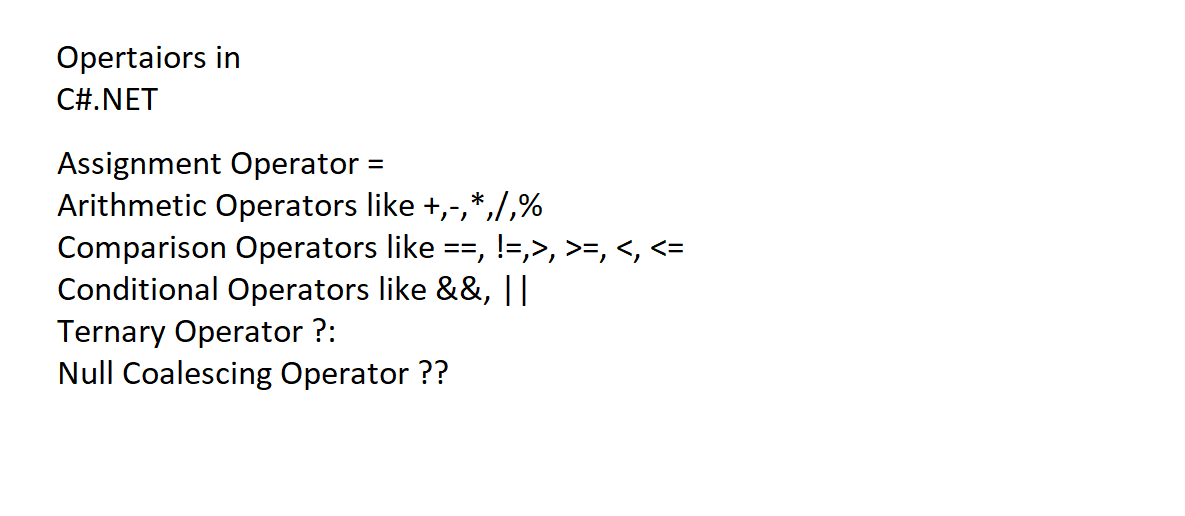 Opertaiors in
C#.NET
Assignment Operator =
Arithmetic Operators like +,-,*,/,%
Comparison Operators like ==, !=,>, >=, <, <=
Conditional Operators like &&, ||
Ternary Operator ?:
Null Coalescing Operator ??